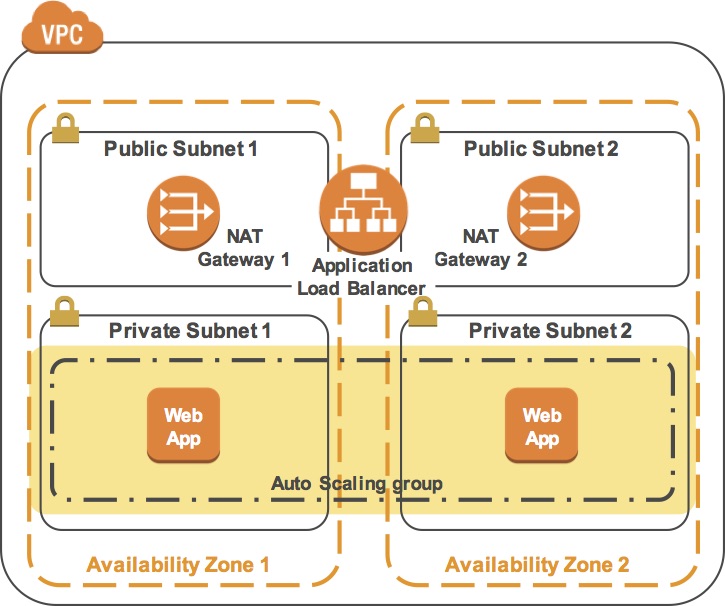 VPC
Public Subnet 1
Public Subnet 2
NAT
Gateway 1
Application
Load Balancer
NAT
Gateway 2
Private Subnet 1
Private Subnet 2
Web
App
Web
App
Auto Scaling group
Availability Zone 1
Availability Zone 2